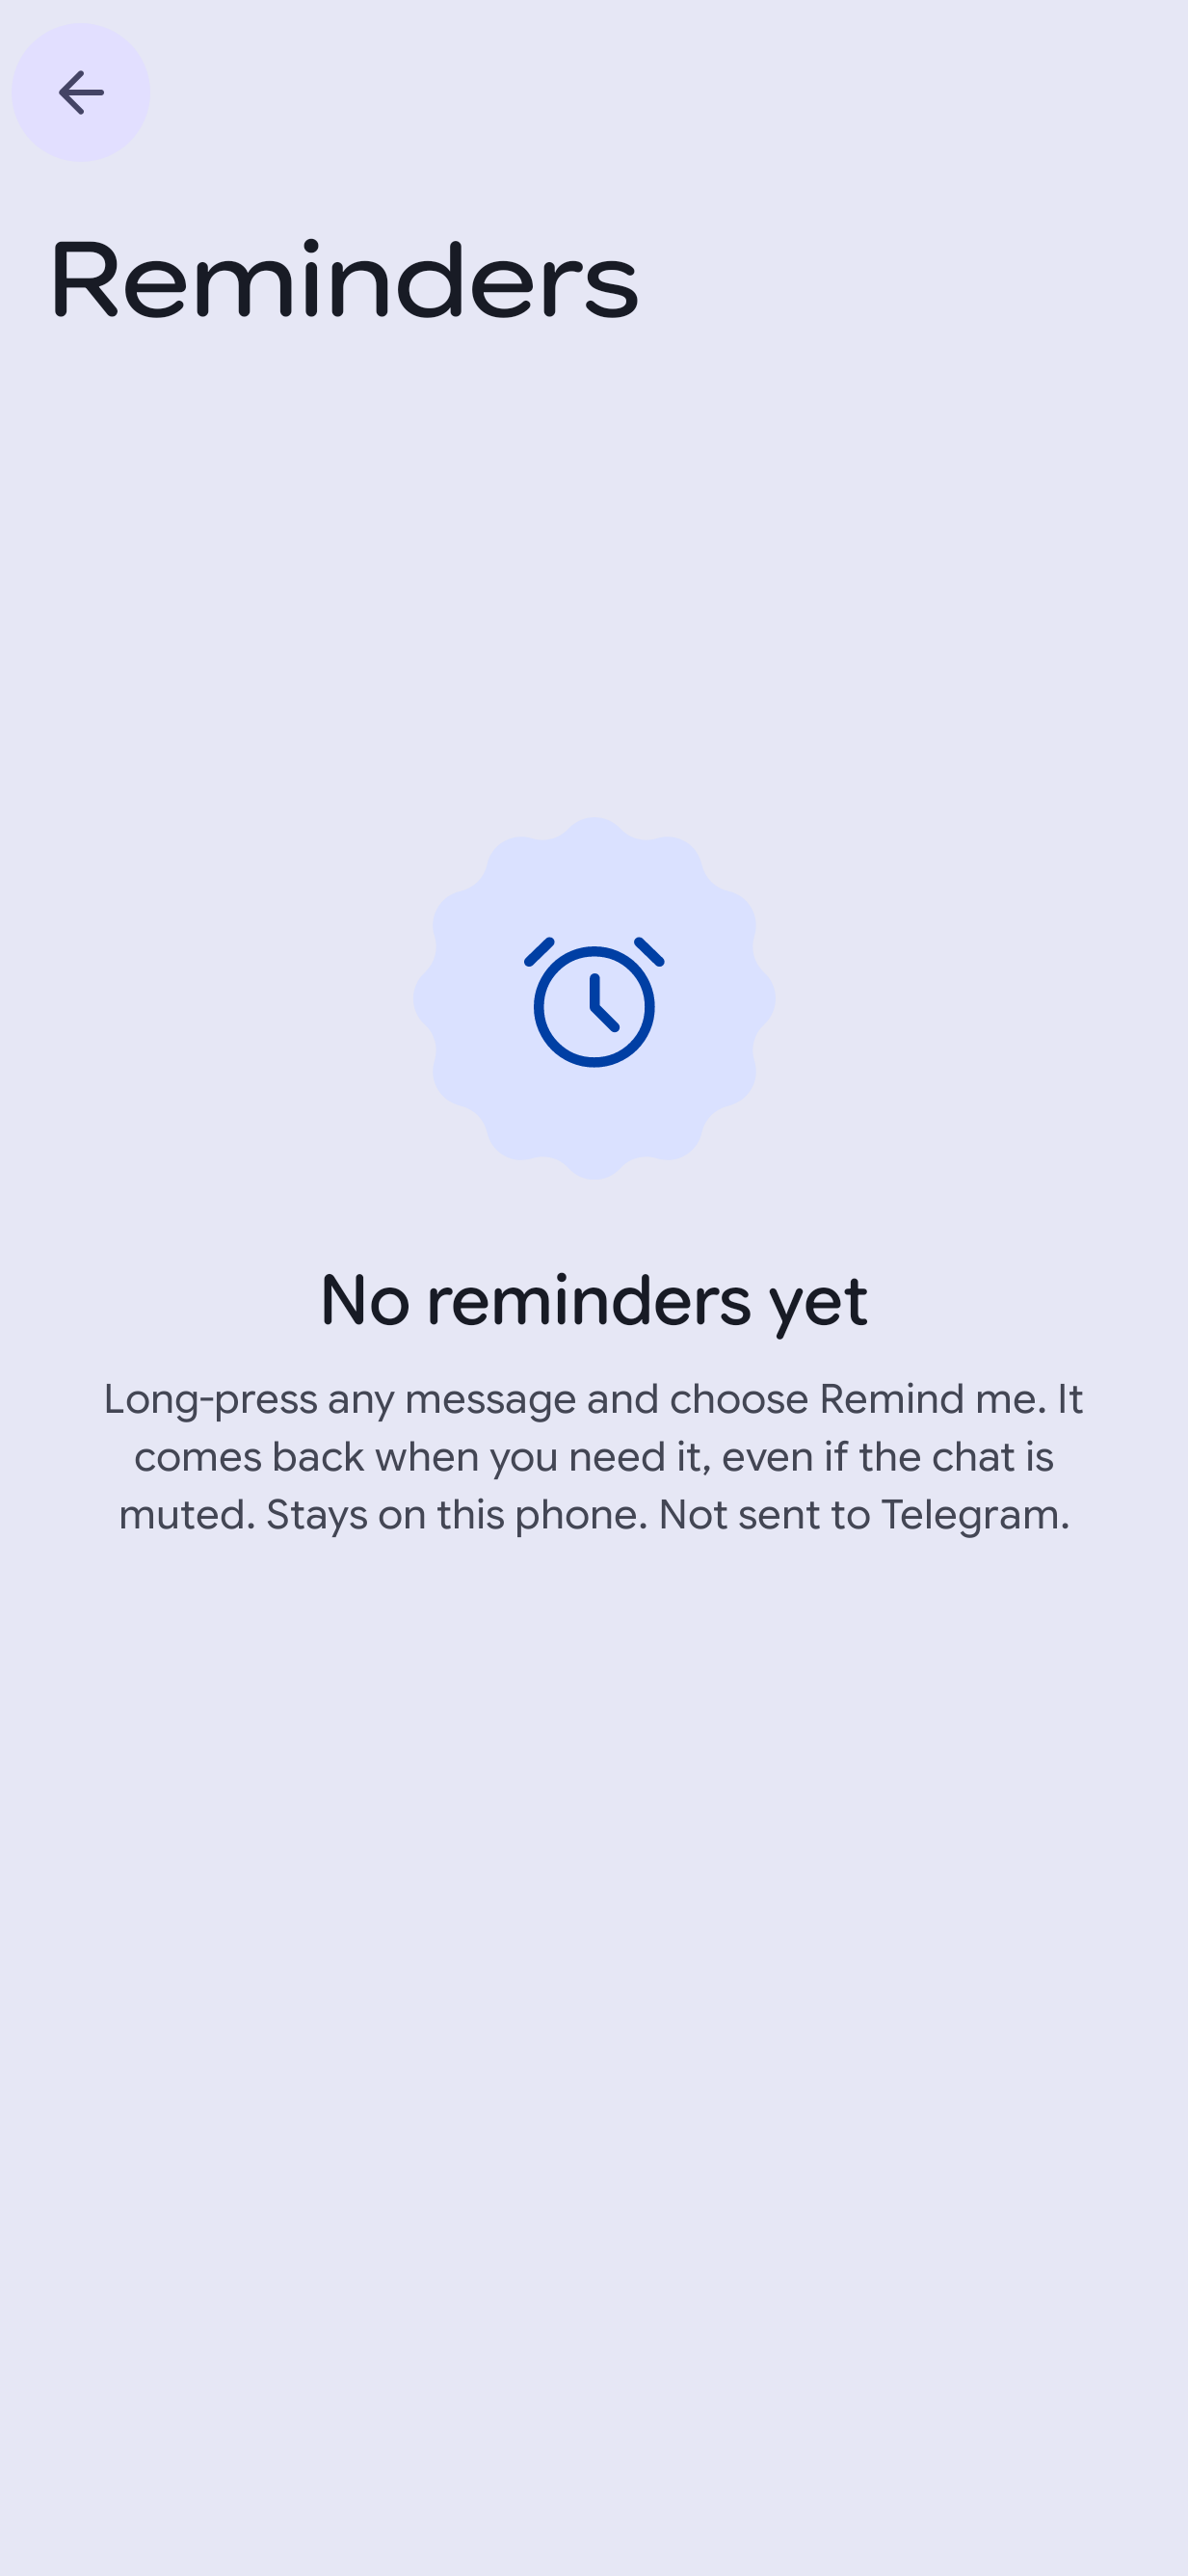 Reminders
No reminders yet
Long-press any message and choose Remind me. It
comes back when you need it, even if the chat is
muted. Stays on this phone. Not sent to Telegram.